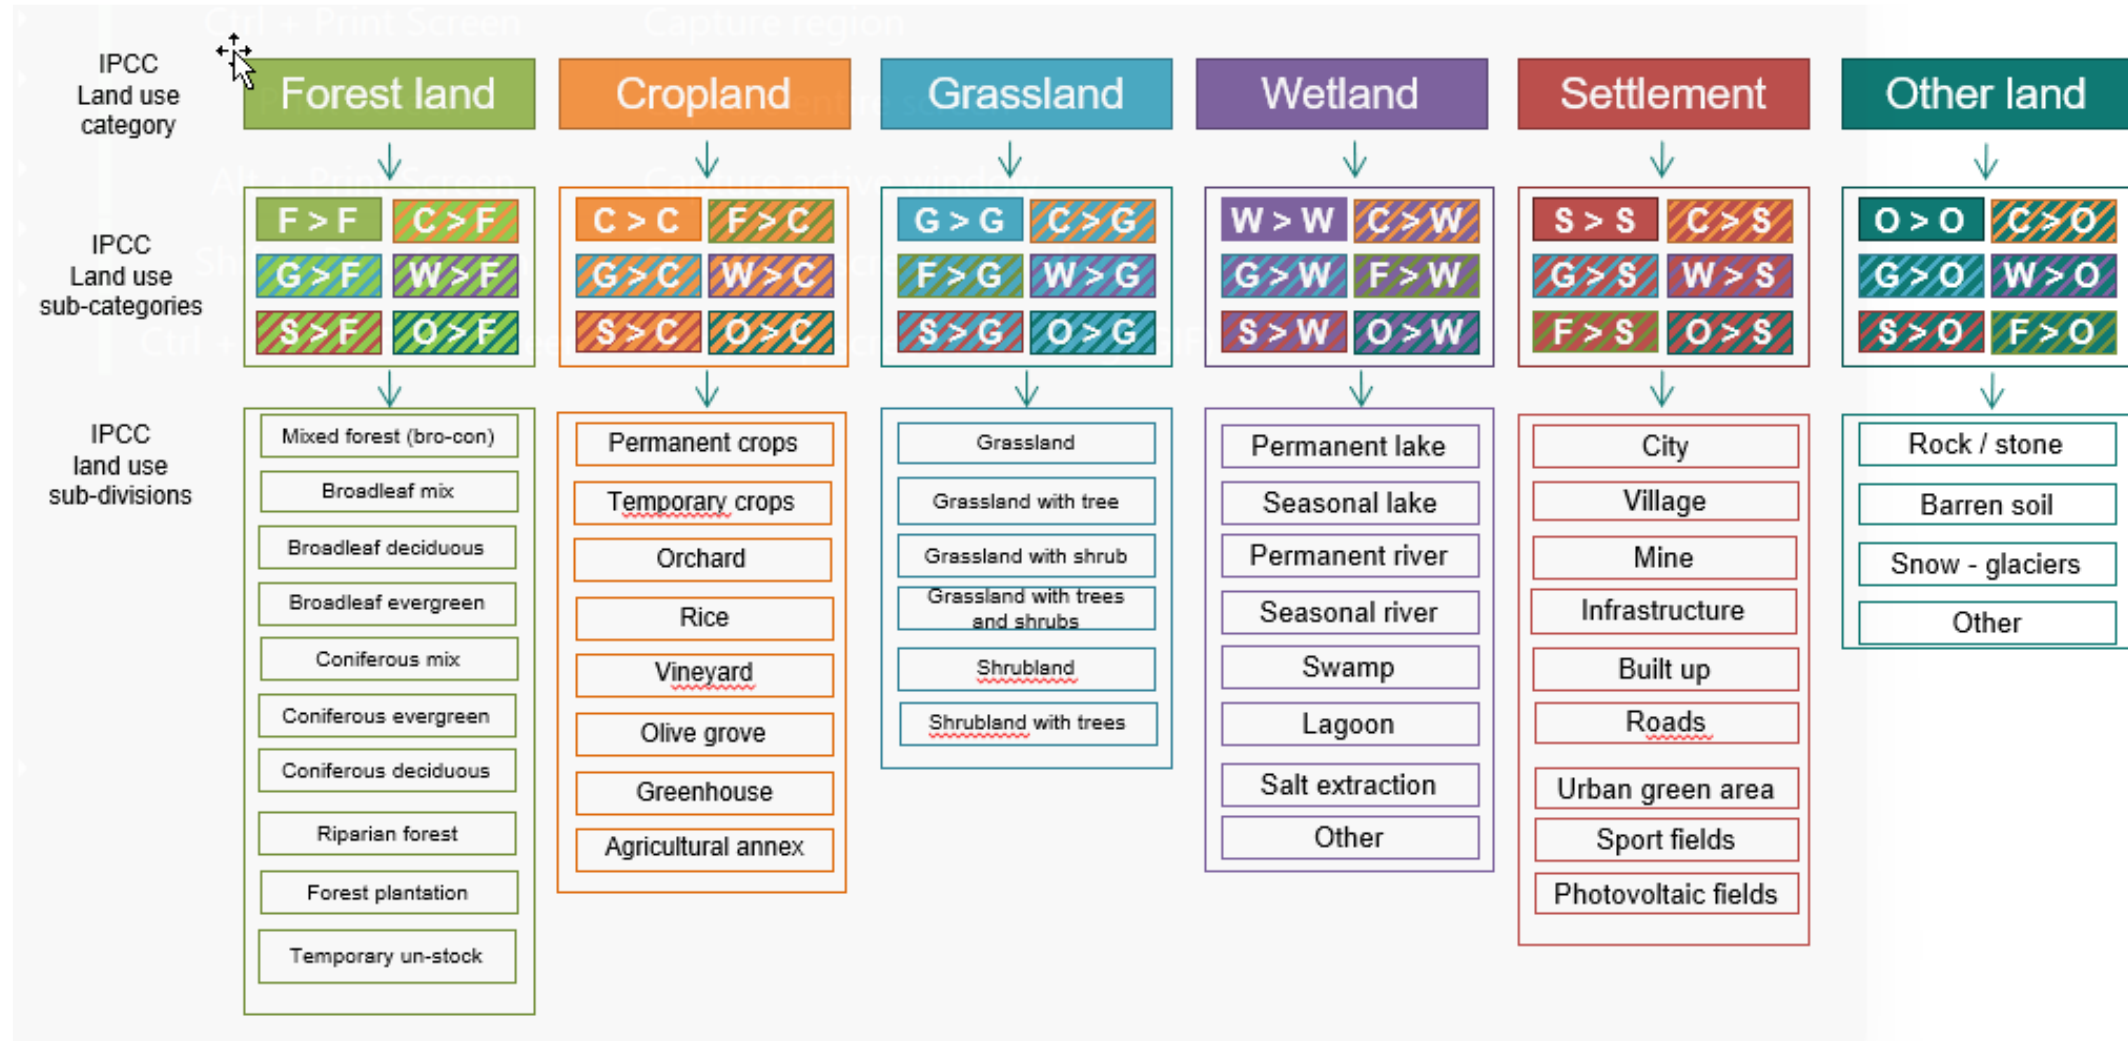 Ctrl + Print Screen Capture region
IPCC
Land use
category
Forest land
Cropland
Grassland
Wetland
Settlement
Other land
IPCC
Land use
sub-categories
F > F C > F
G > F W > F
S > F O > F
C > C F > C
G > C W > C
S > C O > C
G > G C > G
F > G W > G
S > G O > G
W > W C > W
G > W F > W
S > W O > W
S > S C > S
G > S W > S
F > S O > S
O > O C > O
G > O W > O
S > O F > O
IPCC
land use
sub-divisions
Mixed forest (bro-con)
Broadleaf mix
Broadleaf deciduous
Broadleaf evergreen
Coniferous mix
Coniferous evergreen
Coniferous deciduous
Riparian forest
Forest plantation
Temporary un-stock
Permanent crops
Temporary crops
Orchard
Rice
Vineyard
Olive grove
Greenhouse
Agricultural annex
Grassland
Grassland with tree
Grassland with shrub
Grassland with trees
and shrubs
Shrubland
Shrubland with trees
Permanent lake
Seasonal lake
Permanent river
Seasonal river
Swamp
Lagoon
Salt extraction
Other
City
Village
Mine
Infrastructure
Built up
Roads
Urban green area
Sport fields
Photovoltaic fields
Rock / stone
Barren soil
Snow - glaciers
Other